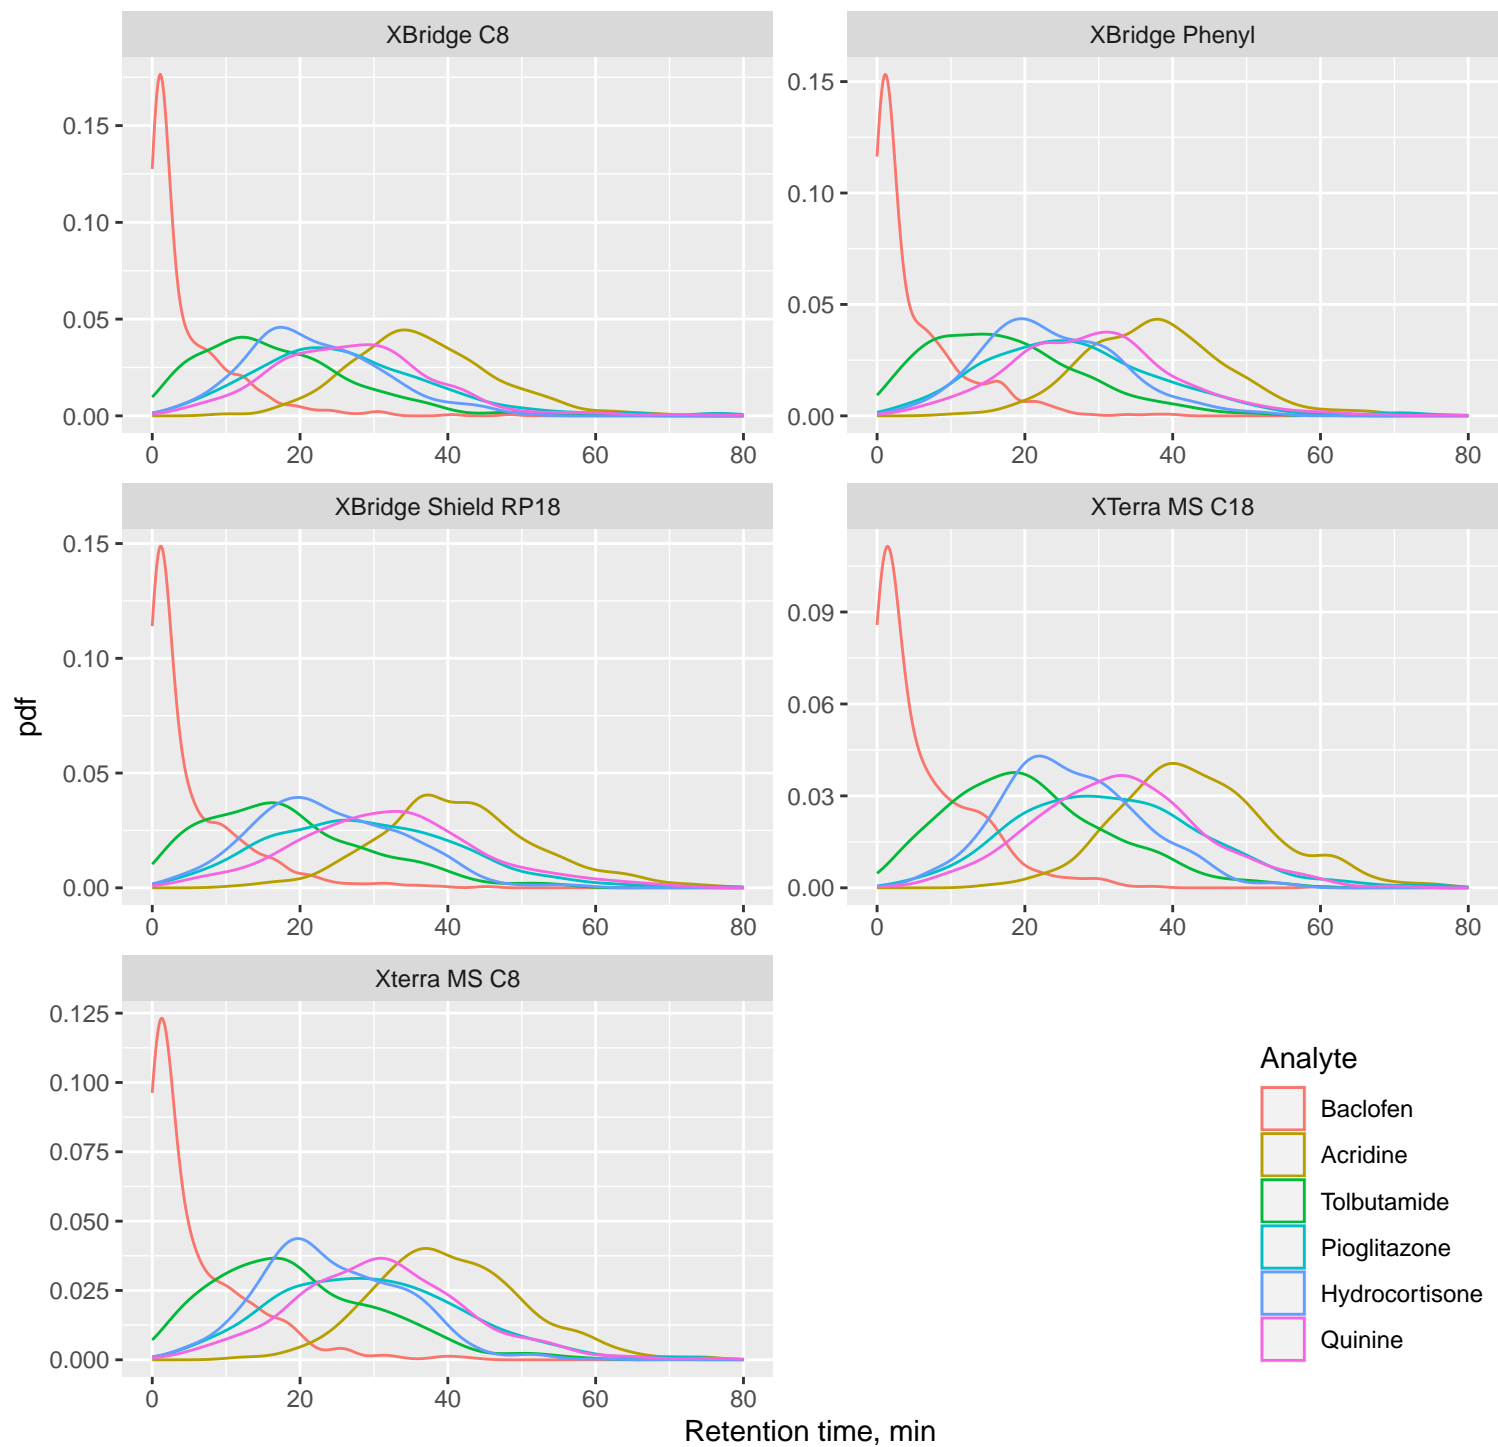 XBridge C8
XBridge Phenyl
0.15
0.10
0.05
0.00
0 20 40 60 80
0.15
0.10
0.05
0.00
0 20 40 60 80
XBridge Shield RP18
XTerra MS C18
0.15
0.10
0.05
0.00
0 20 40 60 80
0.09
0.06
0.03
0.00
0 20 40 60 80
pdf
Xterra MS C8
0.125
0.100
0.075
0.050
0.025
0.000
0 20 40 60 80
Retention time, min
Analyte
Baclofen
Acridine
Tolbutamide
Pioglitazone
Hydrocortisone
Quinine